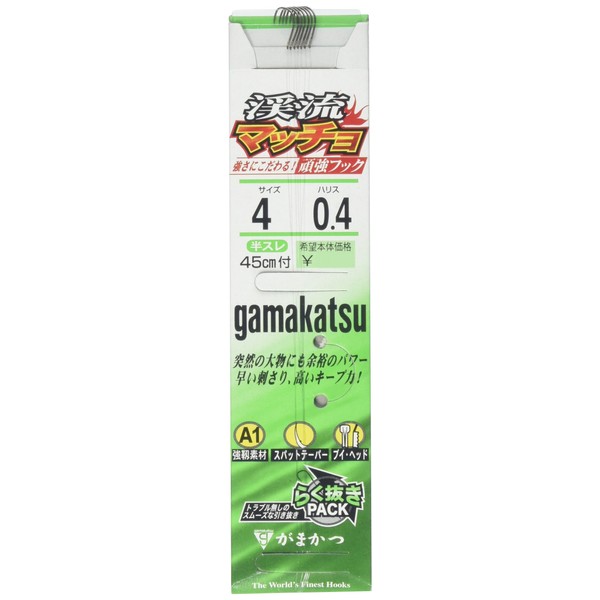 渓流
マッチョ
強さにこだわる！頑強フック
サイズ ハリス
4 0.4
半スレ 希望本体価格
45cm付 ¥
gamakatsu
突然の大物にも余裕のパワー
早い刺さり、高いキープ力！
A1
強靱素材 スパットテーパー ブイ・ヘッド
トラブル無しの
スムーズな引き抜き
らく抜き
PACK
がまかつ
The World's Finest Hooks